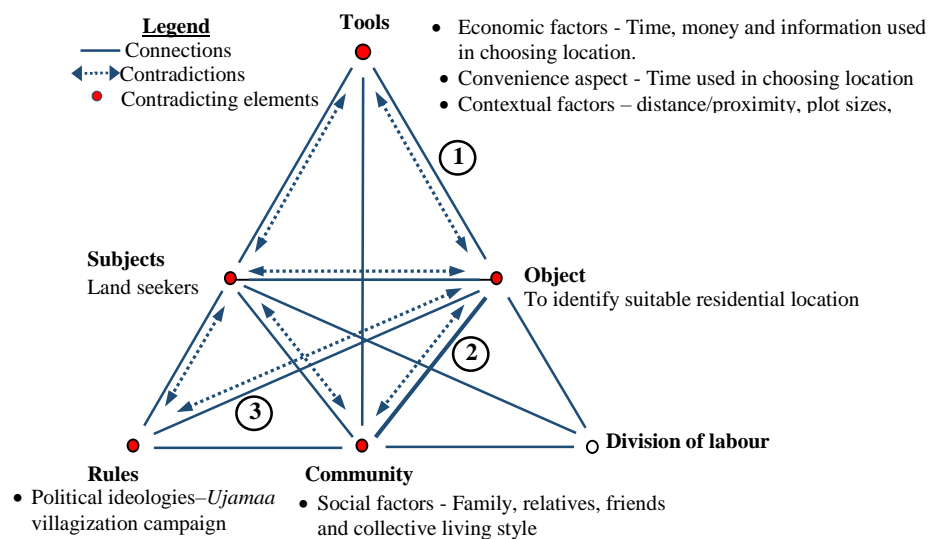 Legend
Connections
Contradictions
Contradicting elements
Tools
• Economic factors - Time, money and information used
in choosing location.
• Convenience aspect - Time used in choosing location
• Contextual factors – distance/proximity, plot sizes,
1
Subjects
Land seekers
Object
To identify suitable residential location
2
3
Division of labour
Rules
• Political ideologies–Ujamaa
villagization campaign
Community
• Social factors - Family, relatives, friends
and collective living style